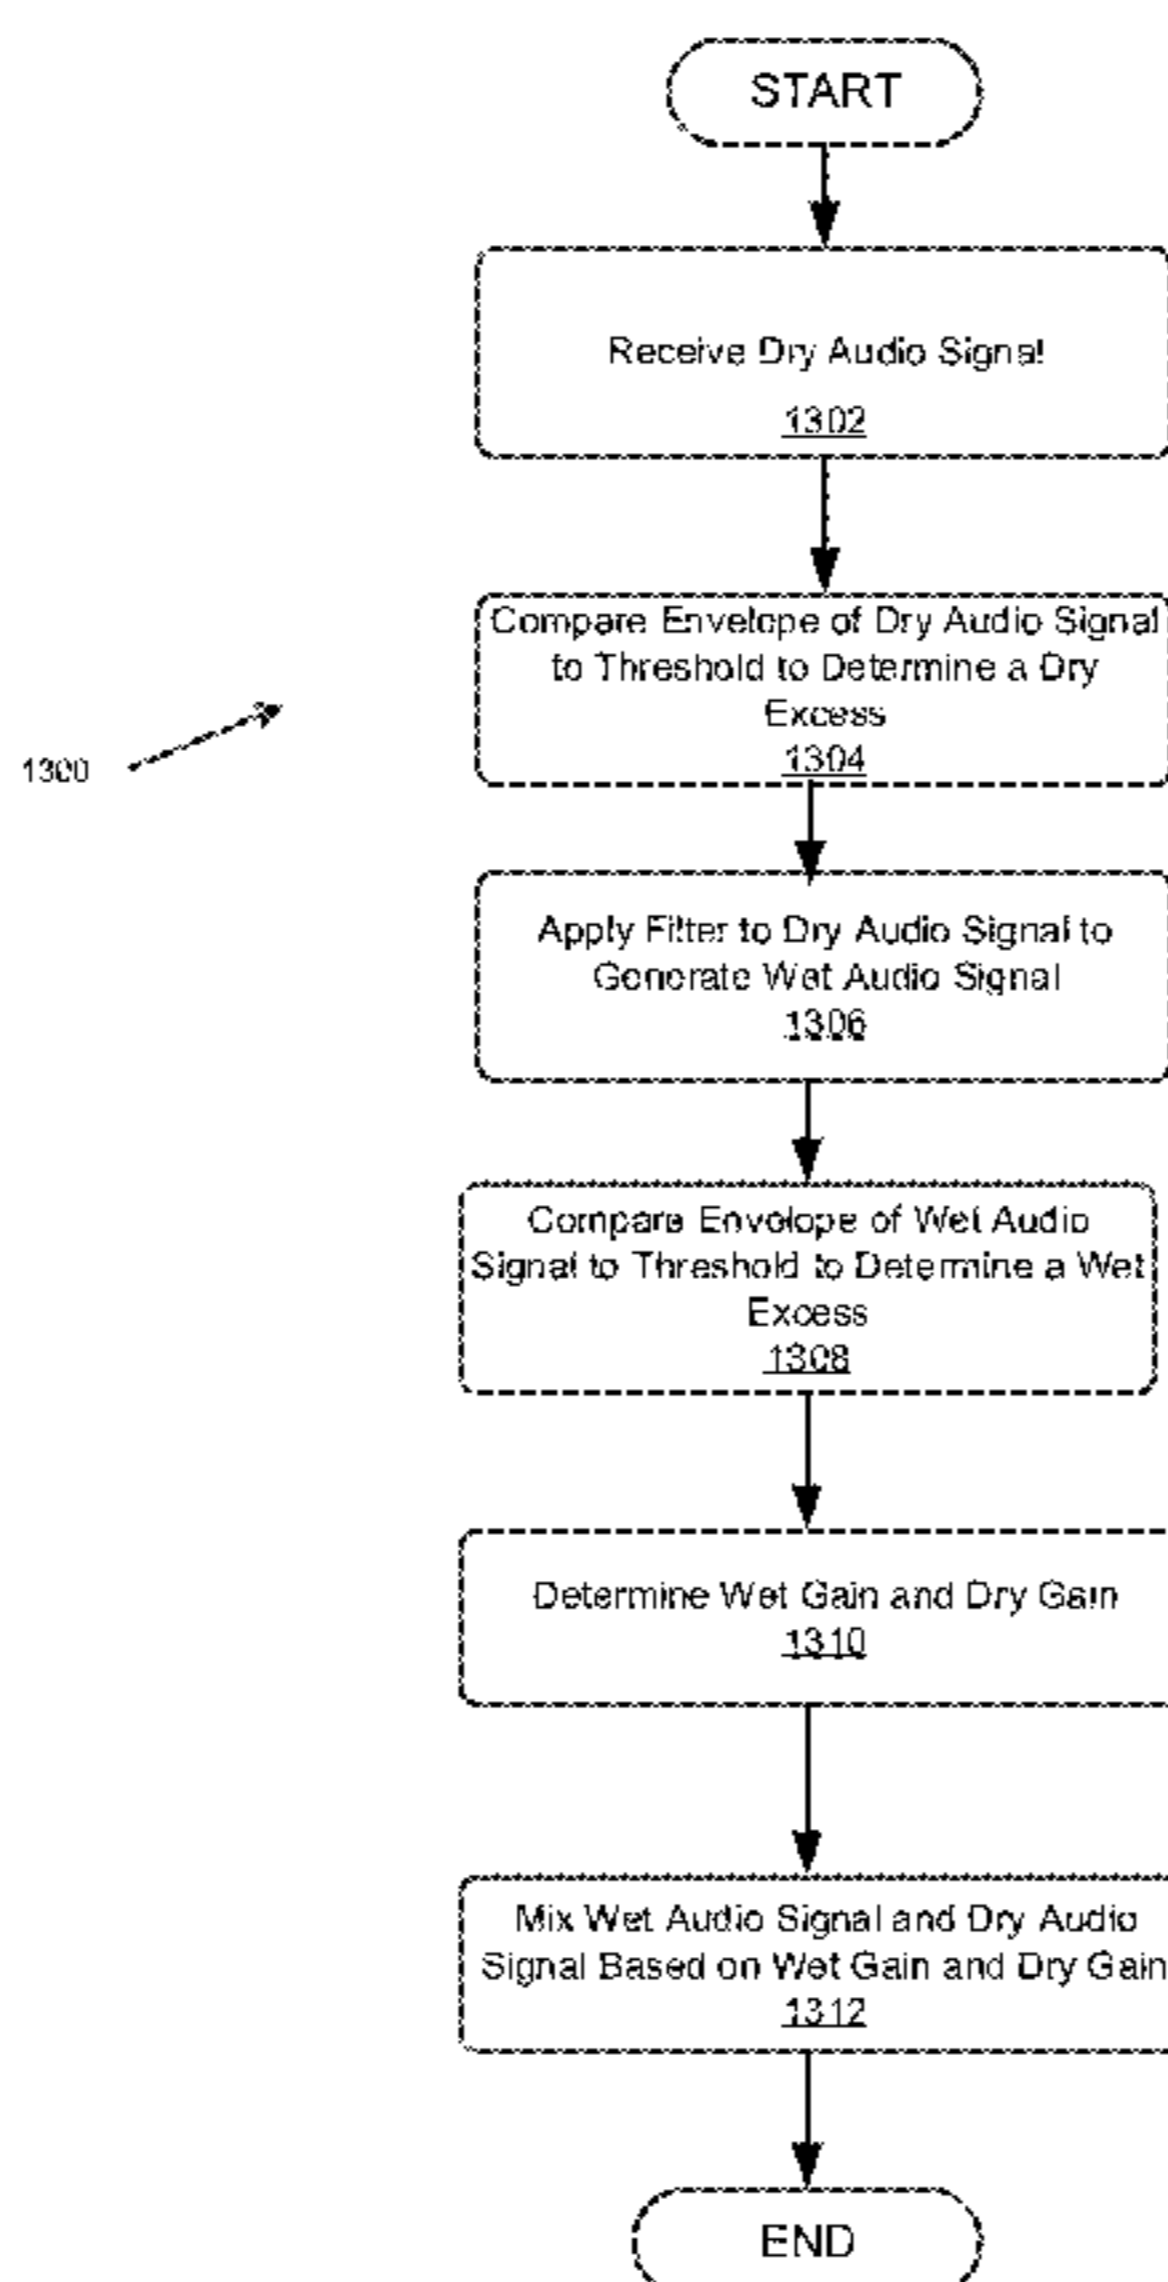 START
Receive Dry Audio Signal
1302
Compare Envelope of Dry Audio Signal
to Threshold to Determine a Dry
Excess
1304
1300
Apply Filter to Dry Audio Signal to
Generate Wet Audio Signal
1306
Compare Envelope of Wet Audio
Signal to Threshold to Determine a Wet
Excess
1308
Determine Wet Gain and Dry Gain
1310
Mix Wet Audio Signal and Dry Audio
Signal Based on Wet Gain and Dry Gain
1312
END